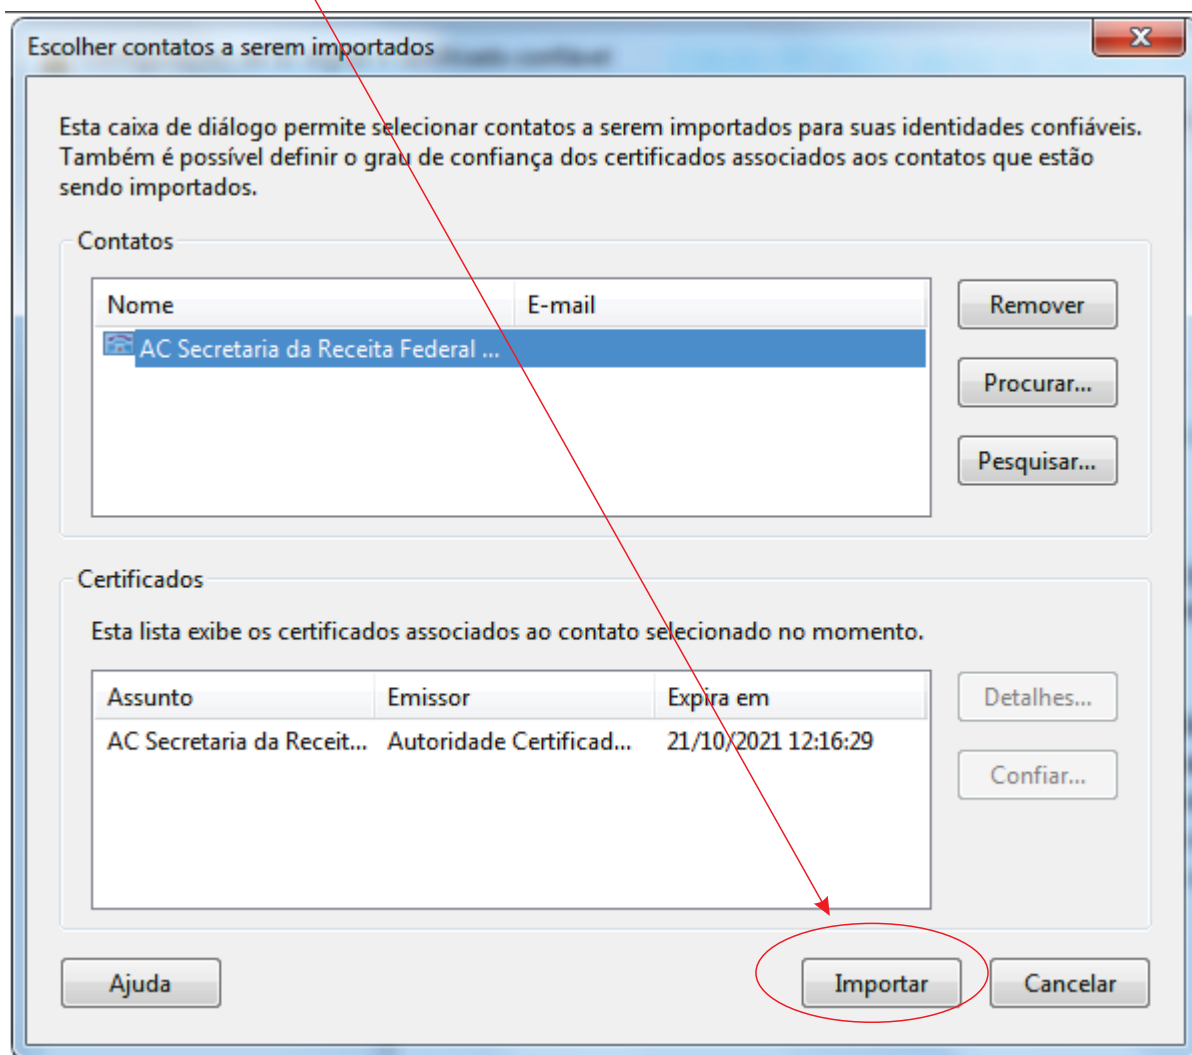 Escolher contatos a serem importados
Esta caixa de diálogo permite selecionar contatos a serem importados para suas identidades confiáveis.
Também é possível definir o grau de confiança dos certificados associados aos contatos que estão
sendo importados.
Contatos
Nome E-mail
Remover
AC Secretaria da Receita Federal ...
Procurar...
Pesquisar...
Certificados
Esta lista exibe os certificados associados ao contato selecionado no momento.
Assunto Emissor Expira em
Detalhes...
AC Secretaria da Receit... Autoridade Certificad... 21/10/2021 12:16:29
Confiar...
Ajuda Importar Cancelar